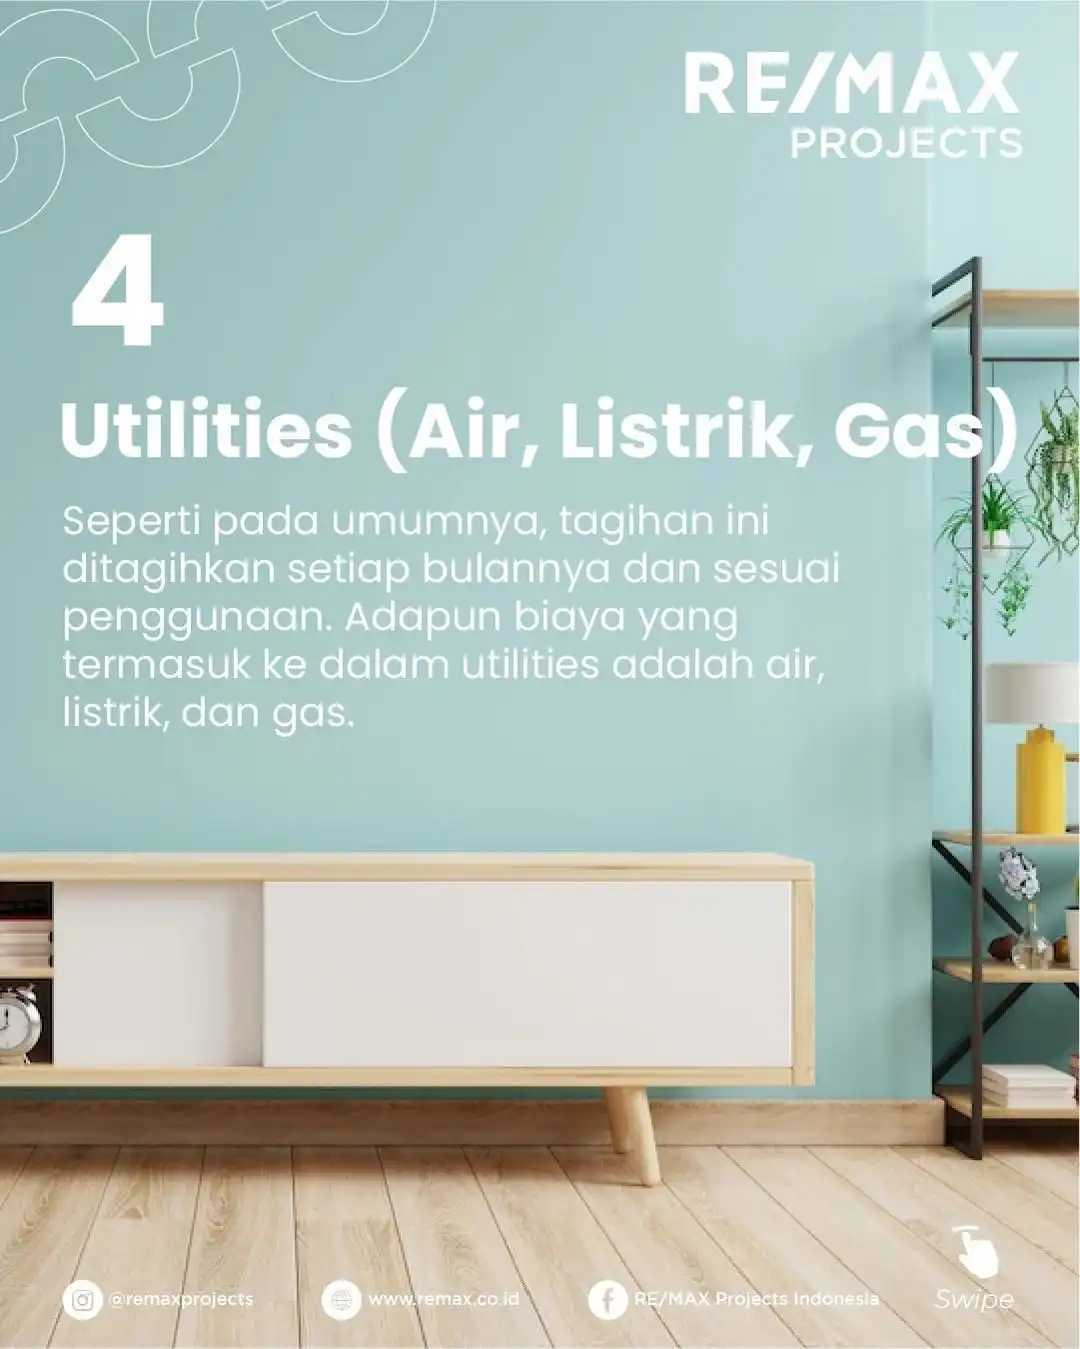 RE/MAX
PROJECTS
4
Utilities (Air, Listrik, Gas)
Seperti pada umumnya, tagihan ini
ditagihkan setiap bulannya dan sesuai
penggunaan. Adapun biaya yang
termasuk ke dalam utilities adalah air,
listrik, dan gas.
@remaxprojects
www.remax.co.id
RE/MAX Projects Indonesia
Swipe